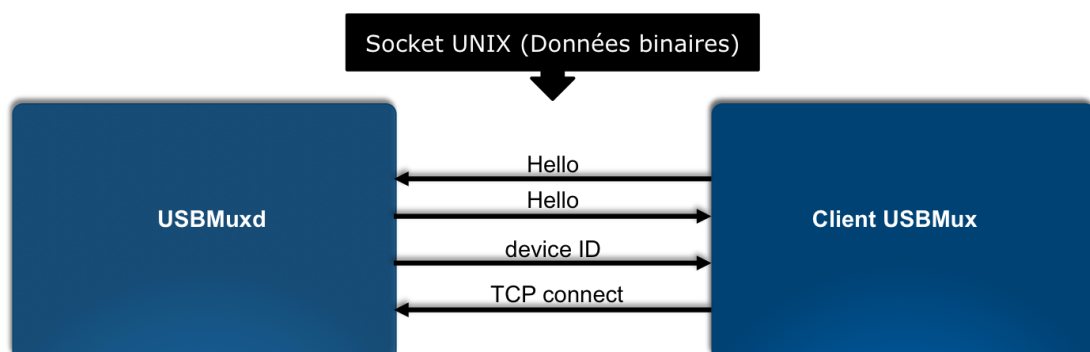 Socket UNIX (Données binaires)
Hello
Hello
USBMuxd
Client USBMux
device ID
TCP connect